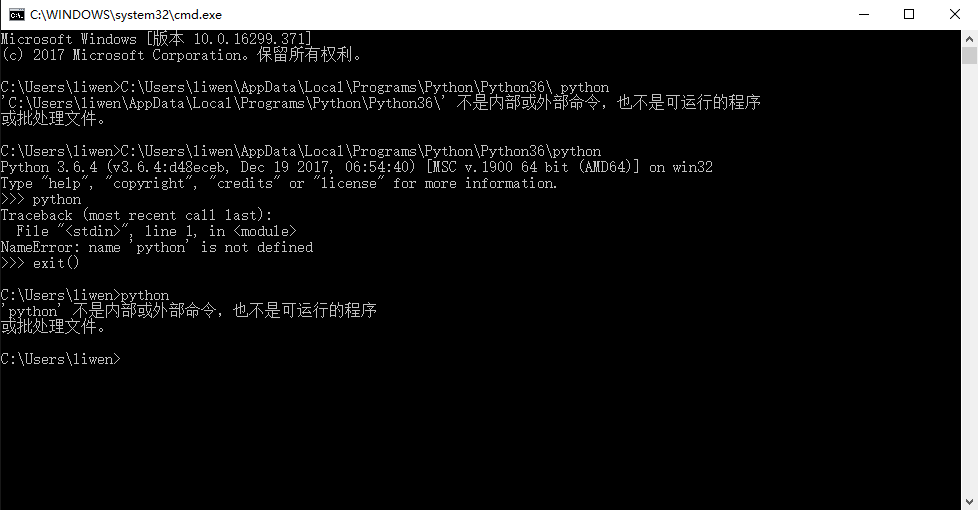 C:\WINDOWS\system32\cmd.exe
Microsoft Windows [版本 10.0.16299.371]
(c) 2017 Microsoft Corporation。保留所有权利。
C:\Users\liwen>C:\Users\liwen\AppData\Local\Programs\Python\Python36\ python
'C:\Users\liwen\AppData\Local\Programs\Python\Python36\' 不是内部或外部命令，也不是可运行的程序
或批处理文件。
C:\Users\liwen>C:\Users\liwen\AppData\Local\Programs\Python\Python36\python
Python 3.6.4 (v3.6.4:d48eceb, Dec 19 2017, 06:54:40) [MSC v.1900 64 bit (AMD64)] on win32
Type "help", "copyright", "credits" or "license" for more information.
>>> python
Traceback (most recent call last):
  File "<stdin>", line 1, in <module>
NameError: name 'python' is not defined
>>> exit()
C:\Users\liwen>python
'python' 不是内部或外部命令，也不是可运行的程序
或批处理文件。
C:\Users\liwen>